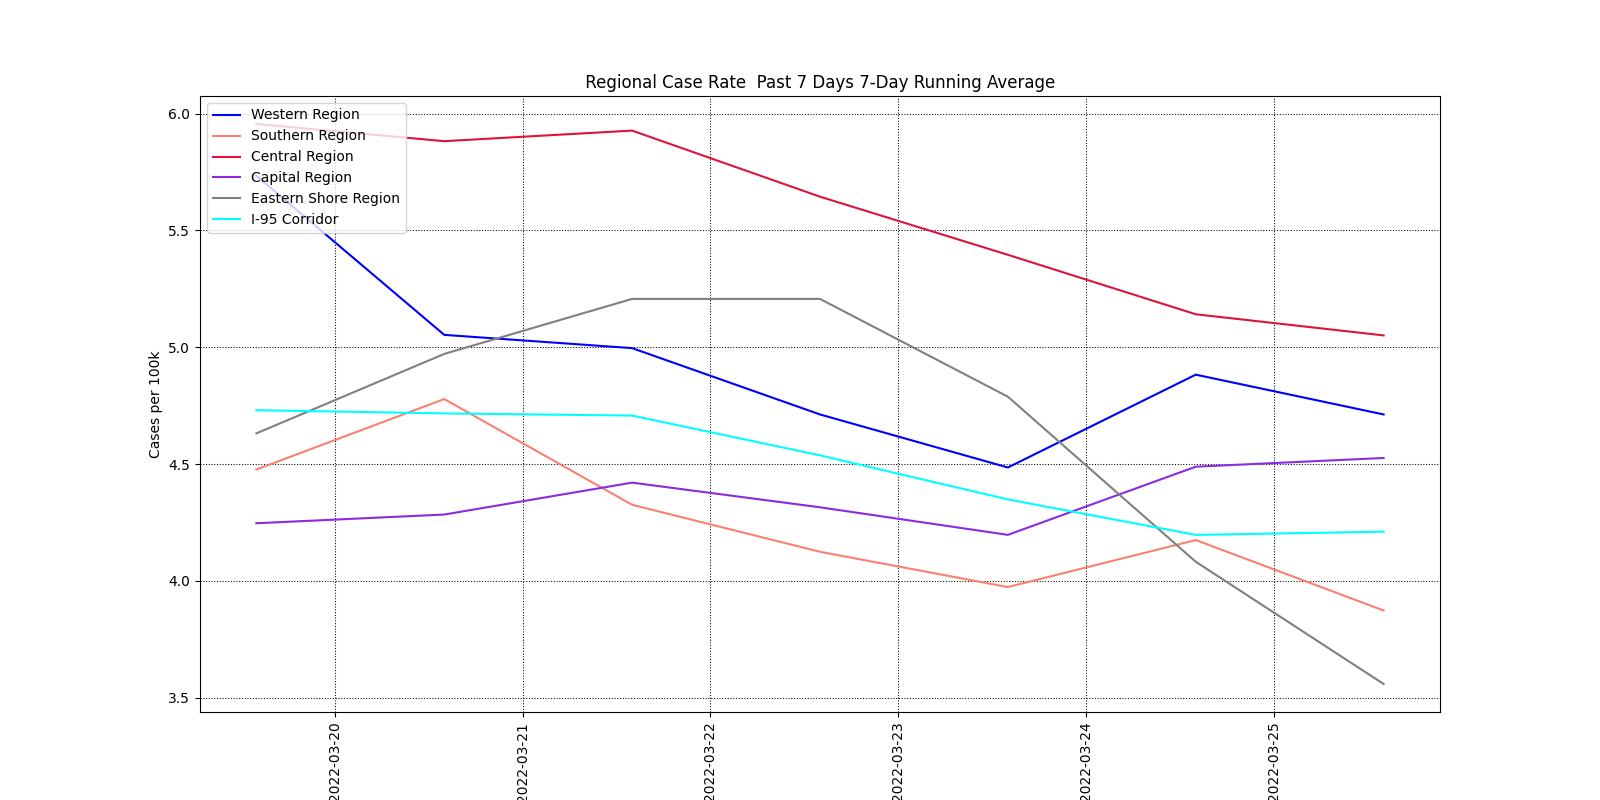 Regional Case Rate  Past 7 Days 7-Day Running Average
6.0
5.5
5.0
4.5
4.0
3.5
Cases per 100k
Western Region
Southern Region
Central Region
Capital Region
Eastern Shore Region
I-95 Corridor
2022-03-20
2022-03-21
2022-03-22
2022-03-23
2022-03-24
2022-03-25